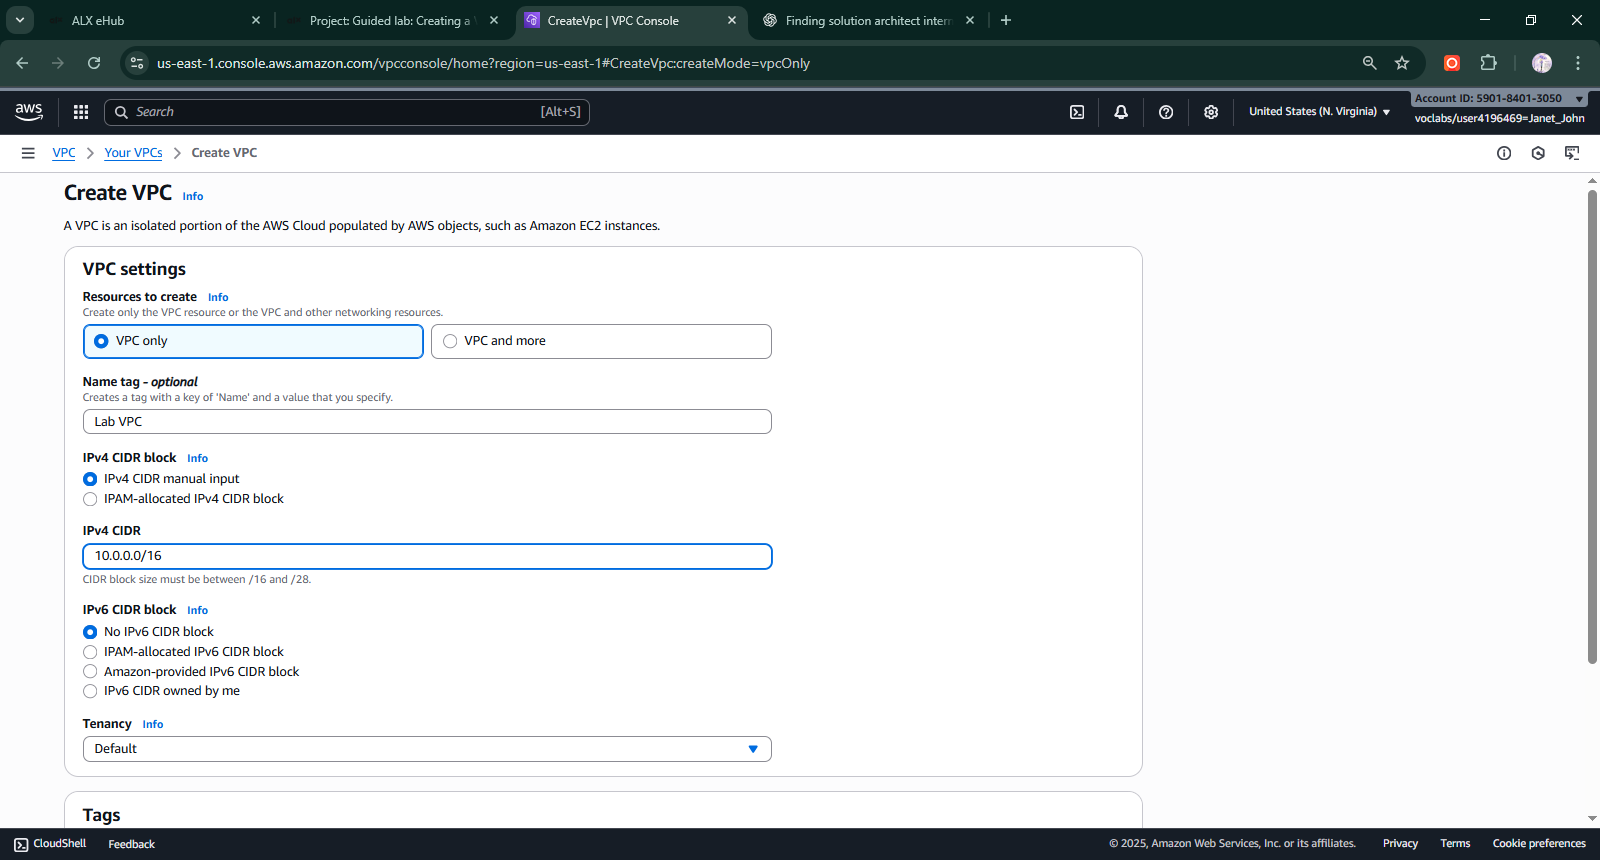 ALX eHub
Project: Guided lab: Creating a V
CreateVpc | VPC Console
Finding solution architect intern
us-east-1.console.aws.amazon.com/vpcconsole/home?region=us-east-1#CreateVpc:createMode=vpcOnly
aws
Search
[Alt+S]
United States (N. Virginia)
Account ID: 5901-8401-3050
voclabs/user4196469=Janet_John
VPC
Your VPCs
Create VPC
Create VPC Info
A VPC is an isolated portion of the AWS Cloud populated by AWS objects, such as Amazon EC2 instances.
VPC settings
Resources to create Info
Create only the VPC resource or the VPC and other networking resources.
VPC only
VPC and more
Name tag - optional
Creates a tag with a key of 'Name' and a value that you specify.
Lab VPC
IPv4 CIDR block Info
IPv4 CIDR manual input
IPAM-allocated IPv4 CIDR block
IPv4 CIDR
10.0.0.0/16
CIDR block size must be between /16 and /28.
IPv6 CIDR block Info
No IPv6 CIDR block
IPAM-allocated IPv6 CIDR block
Amazon-provided IPv6 CIDR block
IPv6 CIDR owned by me
Tenancy Info
Default
Tags
CloudShell
Feedback
© 2025, Amazon Web Services, Inc. or its affiliates.
Privacy
Terms
Cookie preferences